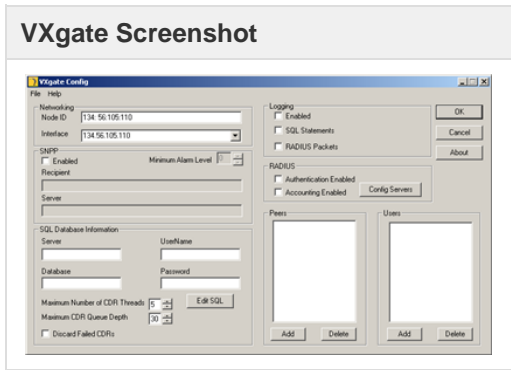 VXgate Screenshot
VXgate Config
File Help
Networking
Node ID 134: 56:105:110
Interface 134.56.105.110
SNPP
Enabled Minimum Alarm Level
Recipient
Server
SQL Database Information
Server UserName
Database Password
Maximum Number of CDR Threads 5 Edit SQL
Maximum CDR Queue Depth 30
Discard Failed CDRs
Logging
Enabled
SQL Statements
RADIUS Packets
OK
Cancel
About
RADIUS
Authentication Enabled
Accounting Enabled Config Servers
Peers
Add Delete
Users
Add Delete